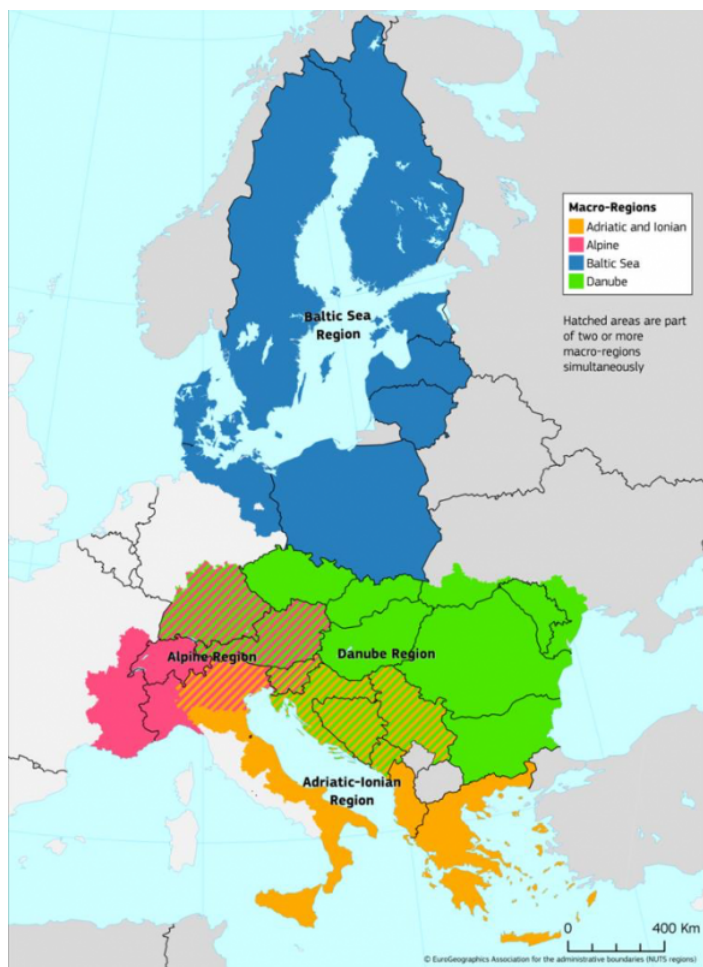 Macro-Regions
Adriatic and Ionian
Alpine
Baltic Sea
Danube
Hatched areas are part
of two or more
macro-regions
simultaneously
Baltic Sea
Region
Alpine Region
Danube Region
Adriatic-Ionian
Region
0 400 Km
© EuroGeographics Association for the administrative boundaries (NUTS regions)